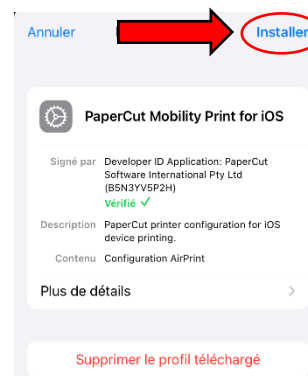 Annuler
Installer
PaperCut Mobility Print for iOS
Signé par Developer ID Application: PaperCut
Software International Pty Ltd
(B5N3YV5P2H)
Vérifié ✓
Description PaperCut printer configuration for iOS
device printing.
Contenu Configuration AirPrint
Plus de détails
Supprimer le profil téléchargé